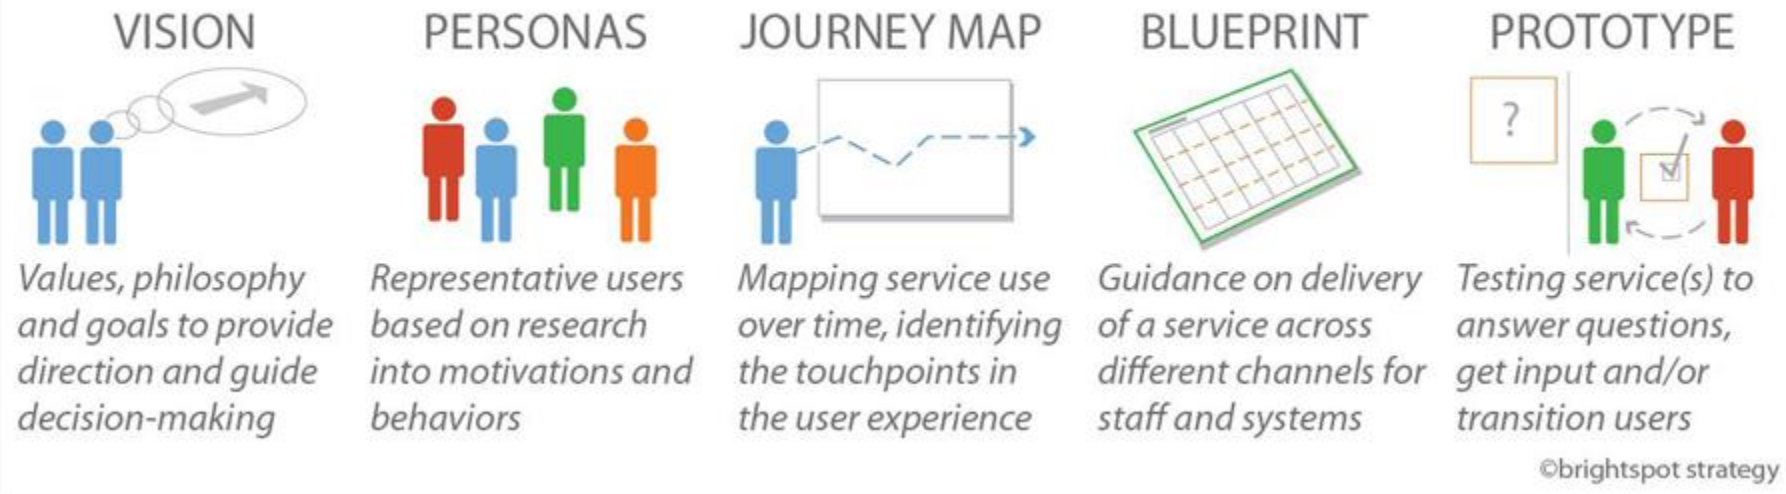 VISION
Values, philosophy
and goals to provide
direction and guide
decision-making
PERSONAS
Representative users
based on research
into motivations and
behaviors
JOURNEY MAP
Mapping service use
over time, identifying
the touchpoints in
the user experience
BLUEPRINT
Guidance on delivery
of a service across
different channels for
staff and systems
PROTOTYPE
?
Testing service(s) to
answer questions,
get input and/or
transition users
©brightspot strategy